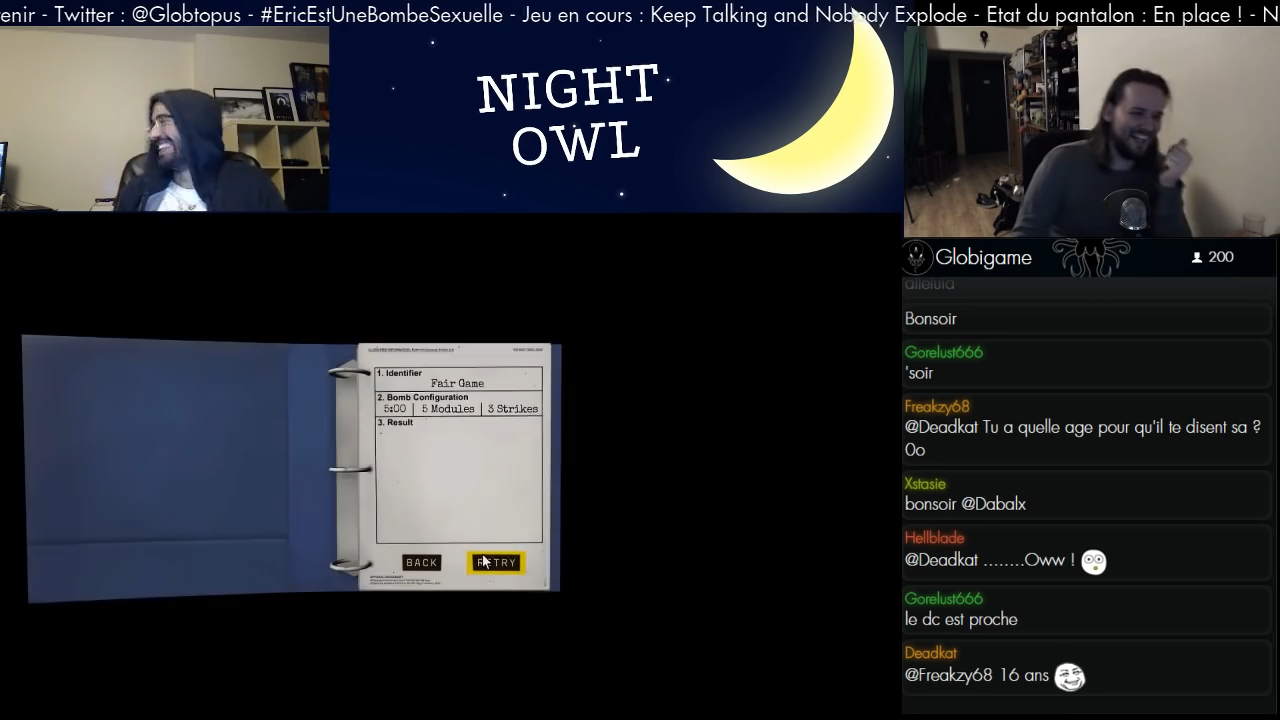 enir - Twitter : @Globtopus - #EricEstUneBombeSexuelle - Jeu en cours : Keep Talking and Nobody Explode - Etat du pantalon : En place ! - N
NIGHT
OWL
Globigame
200
alleluia
Bonsoir
Gorelust666
'soir
Freakzy68
@Deadkat Tu a quelle age pour qu'il te disent sa ?
0o
Xstasie
bonsoir @Dabalx
Hellblade
@Deadkat ........Oww !
Gorelust666
le dc est proche
Deadkat
@Freakzy68 16 ans
1. Identifier
Fair Game
2. Bomb Configuration
5:00 | 5 Modules | 3 Strikes
3. Result
BACK
RETRY